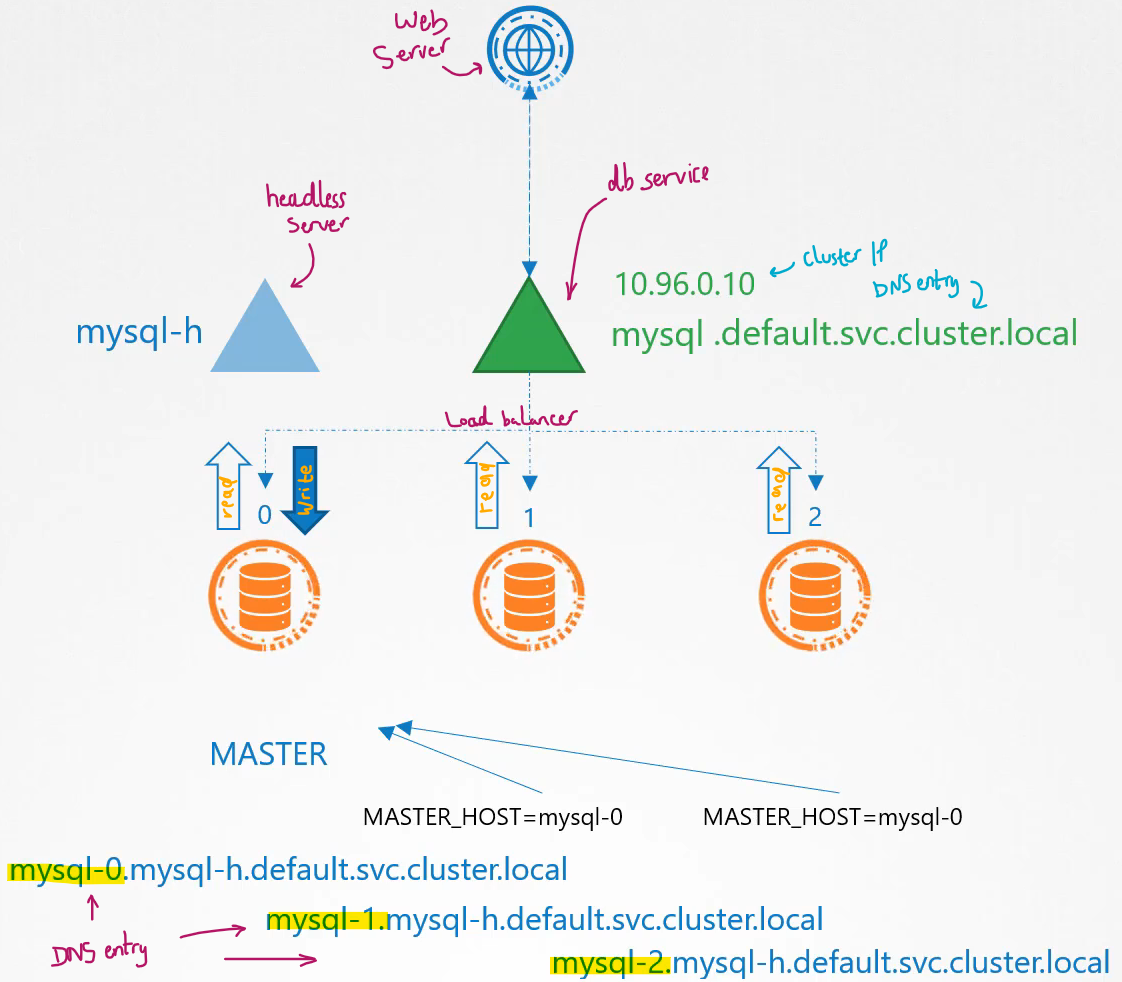 Web
Server
headless
Server
db service
mysql-h
10.96.0.10
cluster IP
DNS entry
mysql .default.svc.cluster.local
Load balancer
read
0
Write
read
1
read
2
MASTER
MASTER_HOST=mysql-0
MASTER_HOST=mysql-0
mysql-0.mysql-h.default.svc.cluster.local
mysql-1.mysql-h.default.svc.cluster.local
DNS entry
mysql-2.mysql-h.default.svc.cluster.local